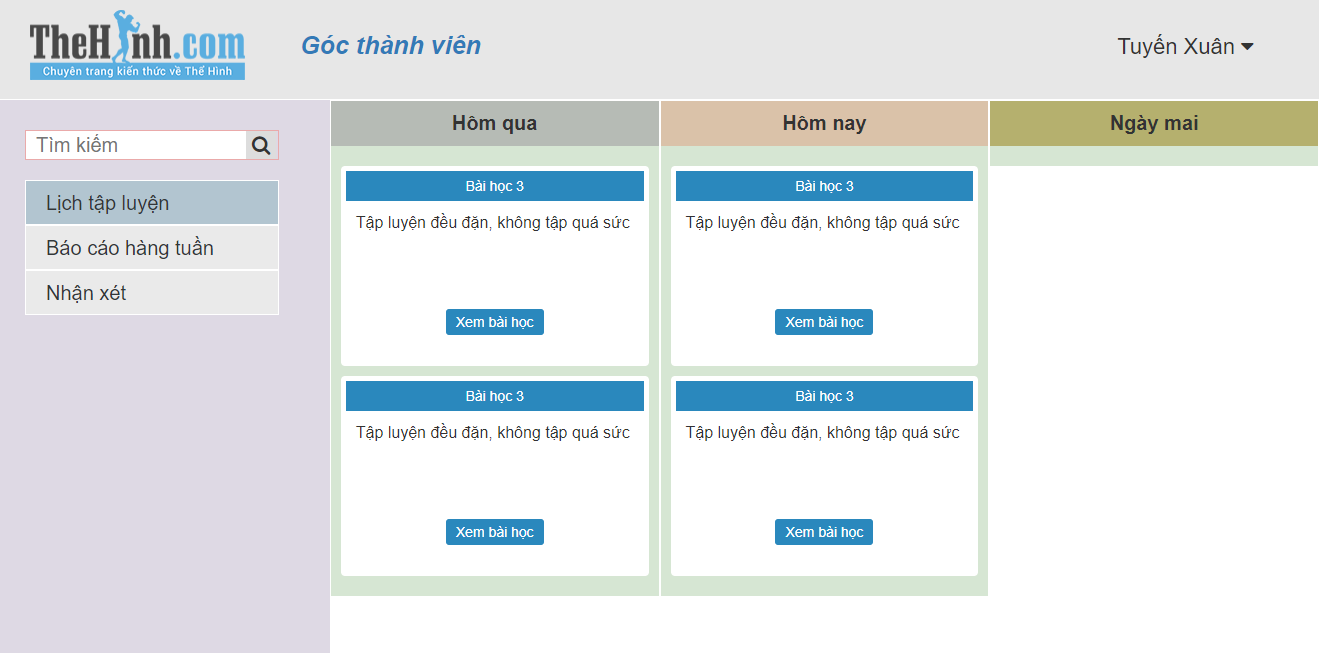 TheHình.com
Chuyên trang kiến thức về Thể Hình
Góc thành viên
Tuyến Xuân
Tìm kiếm
Lịch tập luyện
Báo cáo hàng tuần
Nhận xét
Hôm qua
Hôm nay
Ngày mai
Bài học 3
Tập luyện đều đặn, không tập quá sức
Xem bài học
Bài học 3
Tập luyện đều đặn, không tập quá sức
Xem bài học
Bài học 3
Tập luyện đều đặn, không tập quá sức
Xem bài học
Bài học 3
Tập luyện đều đặn, không tập quá sức
Xem bài học